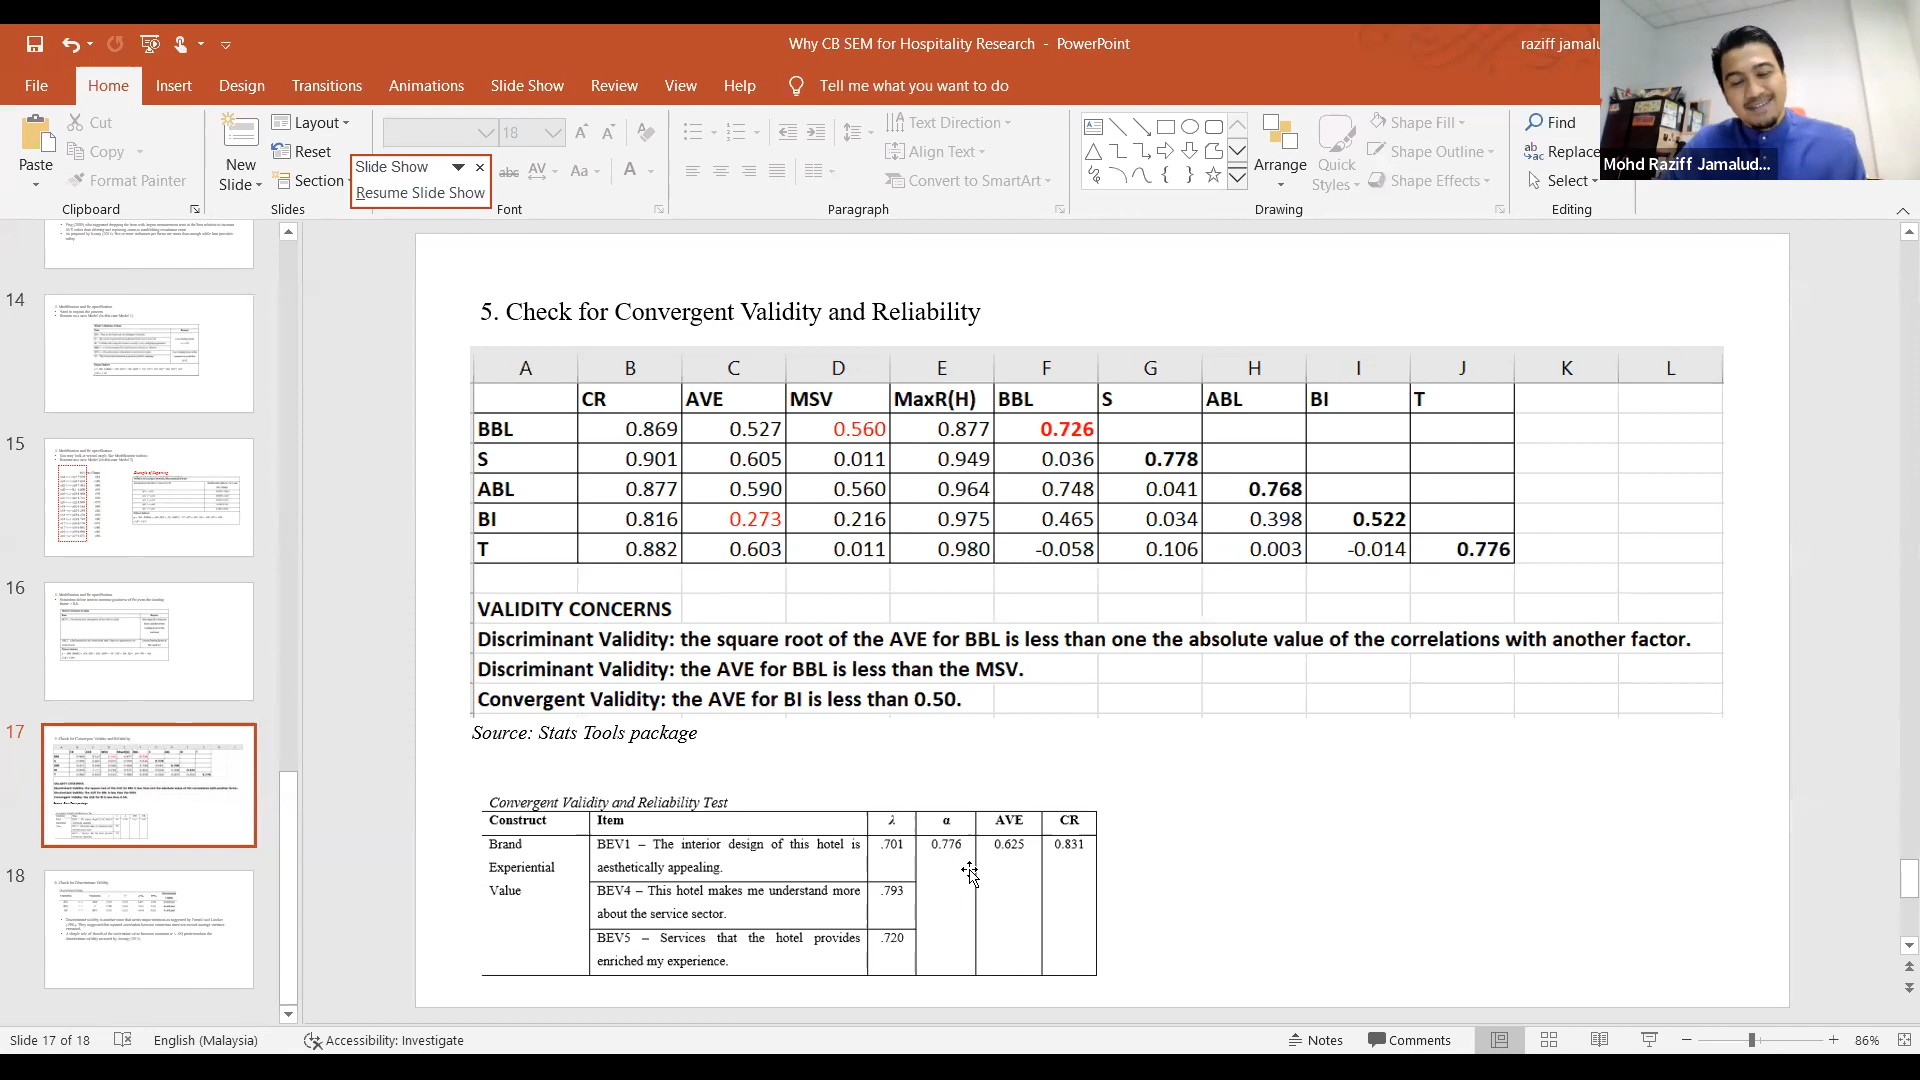 Why CB SEM for Hospitality Research - PowerPoint
raziff jamalu
File Home Insert Design Transitions Animations Slide Show Review View Help Tell me what you want to do
Paste
Cut
Copy
Format Painter
Clipboard
New Slide
Layout
Reset
Section
Slides
Slide Show
Resume Slide Show
18
abc AV Aa A
Font
Text Direction
Align Text
Convert to SmartArt
Paragraph
Arrange
Quick Styles
Shape Fill
Shape Outline
Shape Effects
Drawing
Find
Replace
Select
Editing
Mohd Raziff Jamalud...
14
15
16
17
18
5. Check for Convergent Validity and Reliability
A B C D E F G H I J K L
CR AVE MSV MaxR(H) BBL S ABL BI T
BBL 0.869 0.527 0.560 0.877 0.726
S 0.901 0.605 0.011 0.949 0.036 0.778
ABL 0.877 0.590 0.560 0.964 0.748 0.041 0.768
BI 0.816 0.273 0.216 0.975 0.465 0.034 0.398 0.522
T 0.882 0.603 0.011 0.980 -0.058 0.106 0.003 -0.014 0.776
VALIDITY CONCERNS
Discriminant Validity: the square root of the AVE for BBL is less than one the absolute value of the correlations with another factor.
Discriminant Validity: the AVE for BBL is less than the MSV.
Convergent Validity: the AVE for BI is less than 0.50.
Source: Stats Tools package
Convergent Validity and Reliability Test
Construct Item λ α AVE CR
Brand BEV1 – The interior design of this hotel is .701 0.776 0.625 0.831
Experiential aesthetically appealing.
Value BEV4 – This hotel makes me understand more .793
about the service sector.
BEV5 – Services that the hotel provides .720
enriched my experience.
Slide 17 of 18 English (Malaysia) Accessibility: Investigate Notes Comments 86%